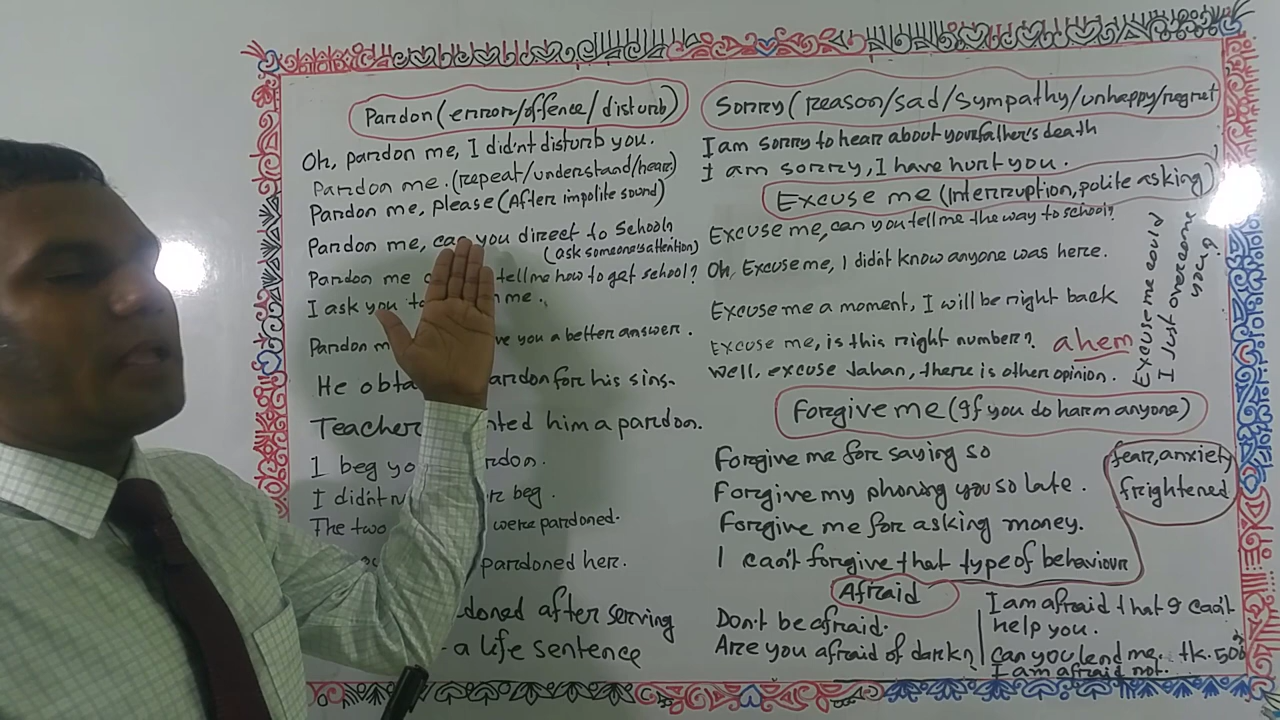 Pardon (error/offence/disturb)
Oh, pardon me, I did'nt disturb you.
Pardon me. (repeat/understand/hear)
Pardon me, please (After impolite sound)
Pardon me, can you direct to School
(ask someone's attention)
Pardon me tell me how to get school?
I ask you to me.
Pardon you a better answer.
He for his sins.
Teacher him a pardon.
I beg
I beg.
The two were pardoned.
pardoned her.
after serving
a life sentence
Sorry (reason/sad/sympathy/unhappy/regret
I am sorry to hear about your father's death
I am sorry, I have hurt you.
Excuse me (Interruption, polite asking)
Excuse me, can you tell me the way to school?
Oh, Excuse me, I did'nt know anyone was here.
Excuse me a moment, I will be right back
Excuse me, is this right number? ahem
Well, excuse Jahan, there is other opinion.
Excuse me could
I just overcome
you?
Forgive me (If you do harm anyone)
Forgive me for saying so
Forgive my phoning you so late.
Forgive me for asking money.
I can't forgive that type of behaviour
fear, anxiety
frightened
Afraid
Don't be afraid.
Are you afraid of dark?
I am afraid that I can't
help you.
can you lend me tk. 500
I am afraid not.